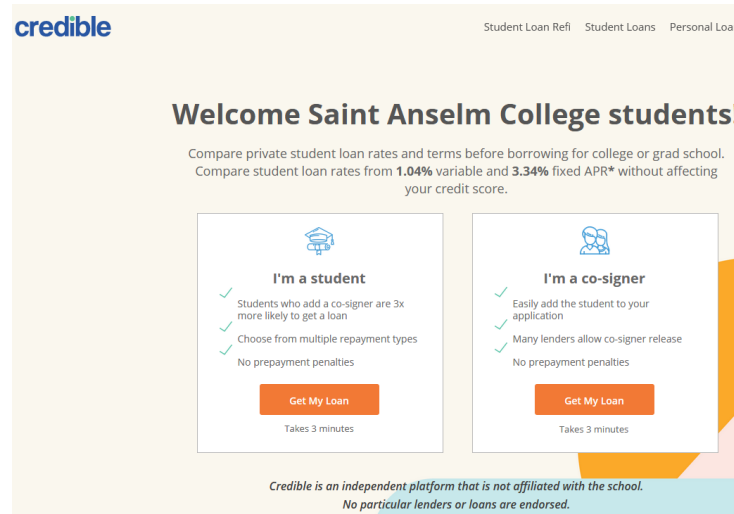 credible
Student Loan Refi Student Loans Personal
Welcome Saint Anselm College students!
Compare private student loan rates and terms before borrowing for college or grad school.
Compare student loan rates from 1.04% variable and 3.34% fixed APR* without affecting
your credit score.
I'm a student
Students who add a co-signer are 3x
more likely to get a loan
Choose from multiple repayment types
No prepayment penalties
Get My Loan
Takes 3 minutes
I'm a co-signer
Easily add the student to your
application
Many lenders allow co-signer release
No prepayment penalties
Get My Loan
Takes 3 minutes
Credible is an independent platform that is not affiliated with the school.
No particular lenders or loans are endorsed.